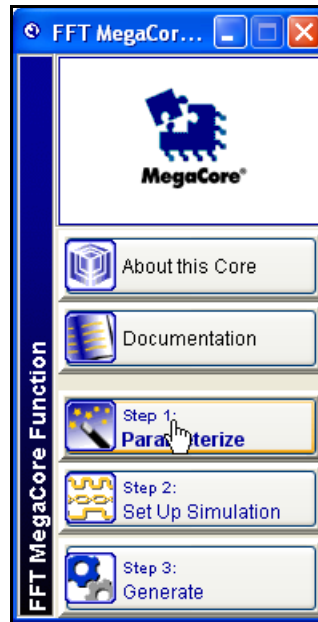 FFT MegaCor...
MegaCore®
About this Core
Documentation
Step 1:
Parameterize
Step 2:
Set Up Simulation
Step 3:
Generate
FFT MegaCore Function